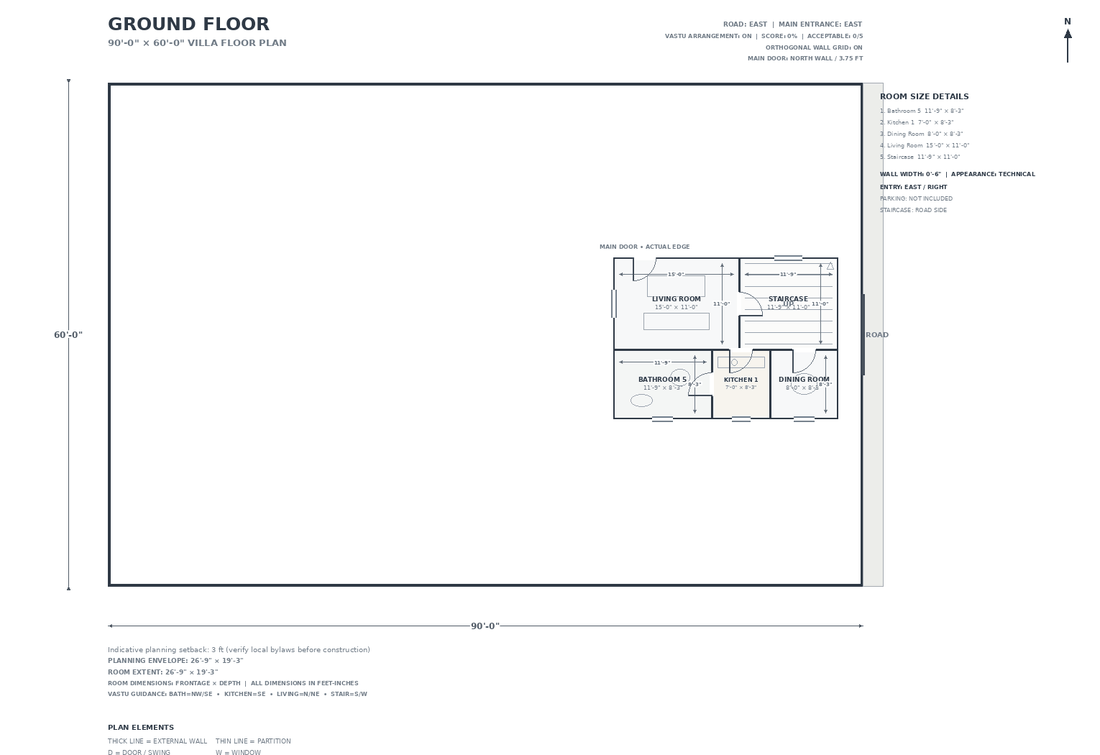 GROUND FLOOR
90'-0" × 60'-0" VILLA FLOOR PLAN
ROAD: EAST | MAIN ENTRANCE: EAST
VASTU ARRANGEMENT: ON | SCORE: 0% | ACCEPTABLE: 0/5
ORTHOGONAL WALL GRID: ON
MAIN DOOR: NORTH WALL / 3.75 FT
N
ROOM SIZE DETAILS
1. Bathroom 5 11'-9" × 8'-3"
2. Kitchen 1 7'-0" × 8'-3"
3. Dining Room 8'-0" × 8'-3"
4. Living Room 15'-0" × 11'-0"
5. Staircase 11'-9" × 11'-0"
WALL WIDTH: 0'-6" | APPEARANCE: TECHNICAL
ENTRY: EAST / RIGHT
PARKING: NOT INCLUDED
STAIRCASE: ROAD SIDE
MAIN DOOR • ACTUAL EDGE
15'-0"
11'-9"
LIVING ROOM
15'-0" × 11'-0"
11'-0"
STAIRCASE
11'-9" × 11'-0"
UP
11'-0"
60'-0"
ROAD
11'-9"
BATHROOM 5
11'-9" × 8'-3"
8'-3"
KITCHEN 1
7'-0" × 8'-3"
DINING ROOM
8'-0" × 8'-3"
8'-3"
90'-0"
Indicative planning setback: 3 ft (verify local bylaws before construction)
PLANNING ENVELOPE: 26'-9" × 19'-3"
ROOM EXTENT: 26'-9" × 19'-3"
ROOM DIMENSIONS: FRONTAGE × DEPTH | ALL DIMENSIONS IN FEET-INCHES
VASTU GUIDANCE: BATH=NW/SE • KITCHEN=SE • LIVING=N/NE • STAIR=S/W
PLAN ELEMENTS
THICK LINE = EXTERNAL WALL THIN LINE = PARTITION
D = DOOR / SWING W = WINDOW